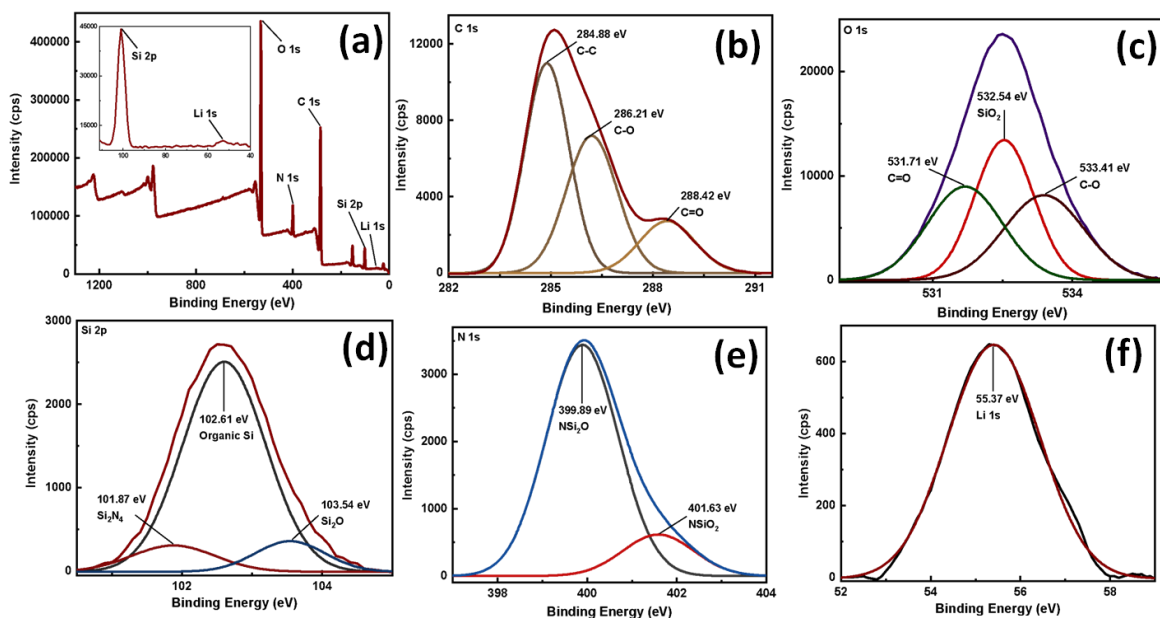 (a)
400000
300000
200000
100000
0
1300
1200
800
400
0
Intensity (cps)
Binding Energy (eV)
O 1s
C 1s
N 1s
Si 2p
Li 1s
45000
30000
15000
100
80
60
40
Si 2p
Li 1s
C 1s
(b)
284.88 eV
C-C
286.21 eV
C-O
288.42 eV
C=O
12000
8000
4000
0
282
285
288
291
Intensity (cps)
Binding Energy (eV)
O 1s
(c)
532.54 eV
SiO₂
531.71 eV
C=O
533.41 eV
C-O
20000
10000
0
531
534
Intensity (cps)
Binding Energy (eV)
Si 2p
(d)
102.61 eV
Organic Si
101.87 eV
Si₂N₄
103.54 eV
Si₂O
3000
2000
1000
0
102
104
Intensity (cps)
Binding Energy (eV)
N 1s
(e)
399.89 eV
NSi₂O
401.63 eV
NSiO₂
3000
1500
0
398
400
402
404
Intensity (cps)
Binding Energy (eV)
(f)
55.37 eV
Li 1s
600
400
200
0
52
54
56
58
Intensity (cps)
Binding Energy (eV)